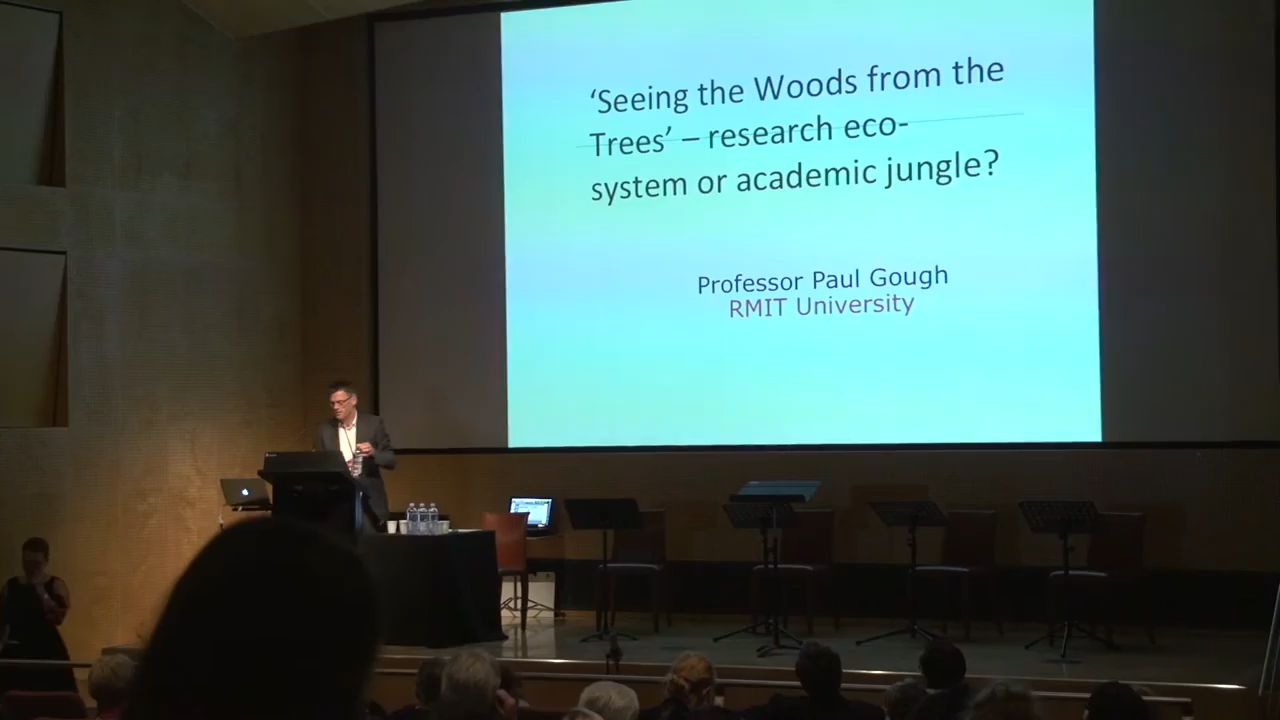 ‘Seeing the Woods from the
Trees’ – research eco-
system or academic jungle?
Professor Paul Gough
RMIT University